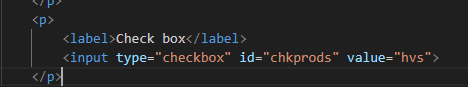 </p>
<p>
<label>Check box</label>
<input type="checkbox" id="chkprods" value="hvs">
</p>